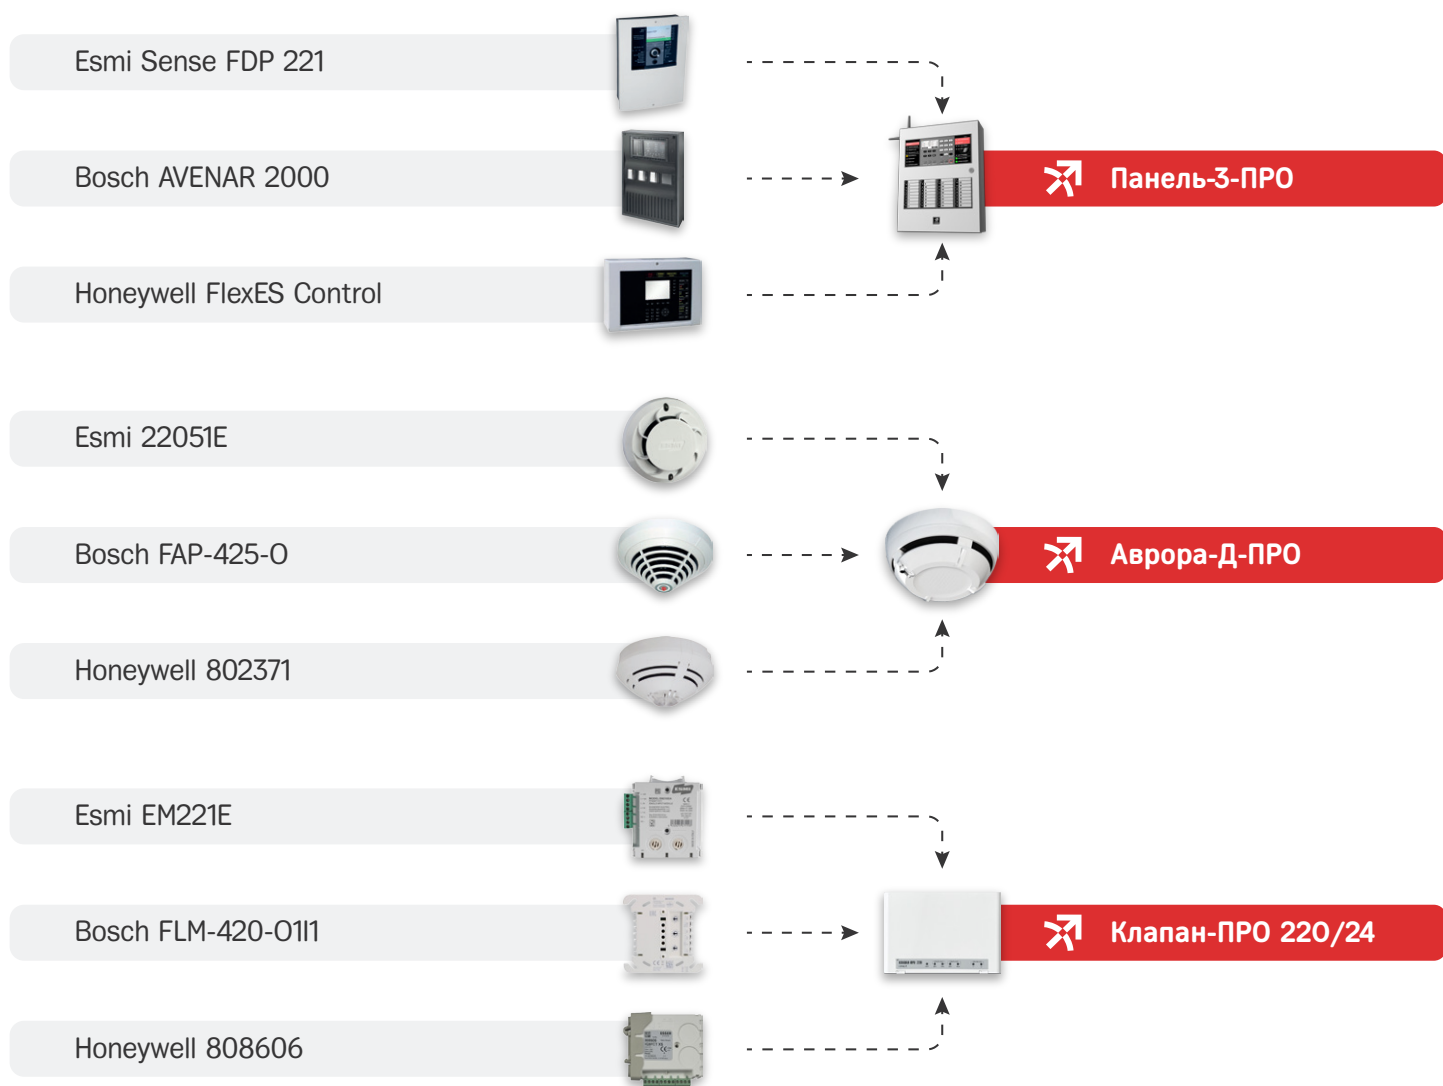 Esmi Sense FDP 221
Bosch AVENAR 2000
Панель-3-ПРО
Honeywell FlexES Control
Esmi 22051E
Bosch FAP-425-O
Аврора-Д-ПРО
Honeywell 802371
Esmi EM221E
Bosch FLM-420-O1I1
Клапан-ПРО 220/24
Honeywell 808606